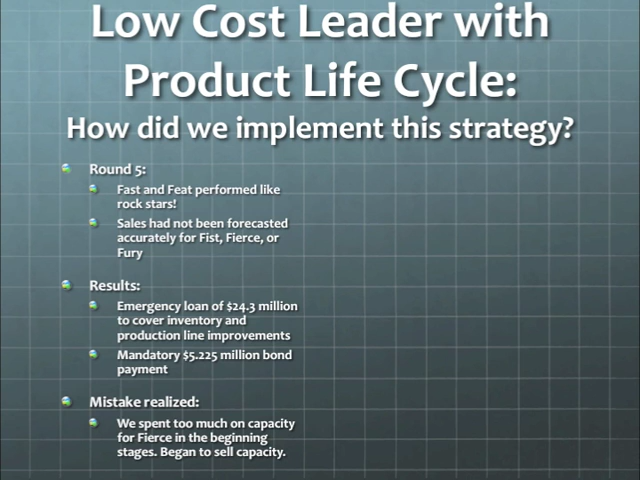 Low Cost Leader with
Product Life Cycle:
How did we implement this strategy?
Round 5:
Fast and Feat performed like
rock stars!
Sales had not been forecasted
accurately for Fist, Fierce, or
Fury
Results:
Emergency loan of $24.3 million
to cover inventory and
production line improvements
Mandatory $5.225 million bond
payment
Mistake realized:
We spent too much on capacity
for Fierce in the beginning
stages. Began to sell capacity.